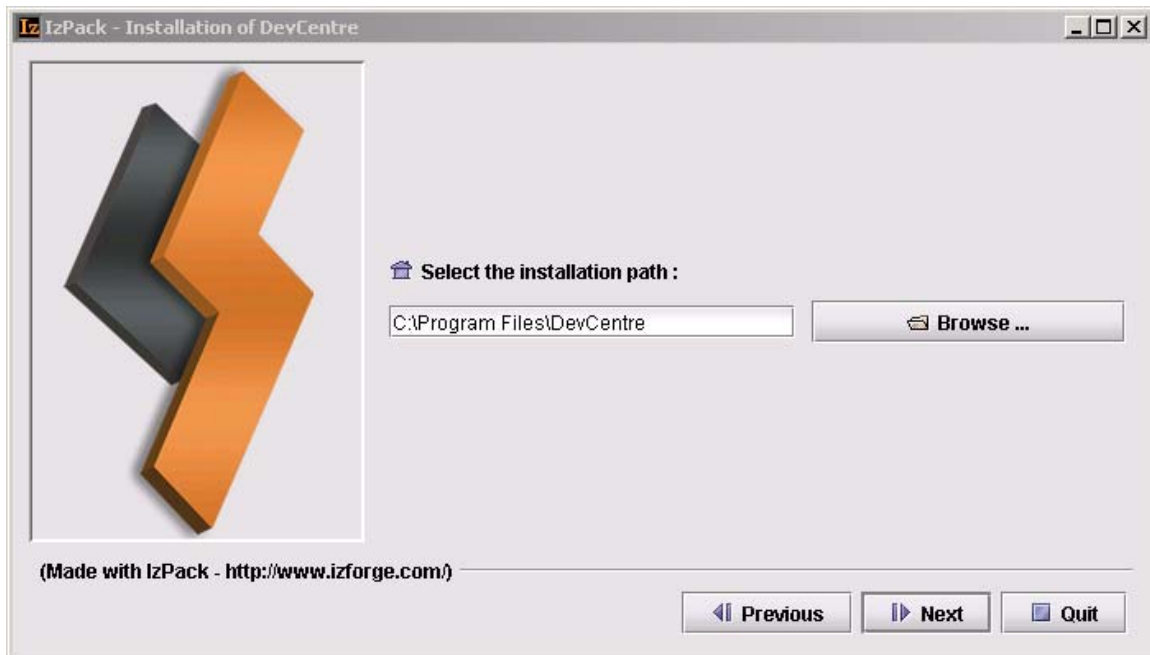 Iz IzPack - Installation of DevCentre
Select the installation path :
C:\Program Files\DevCentre
Browse ...
(Made with IzPack - http://www.izforge.com/)
Previous
Next
Quit